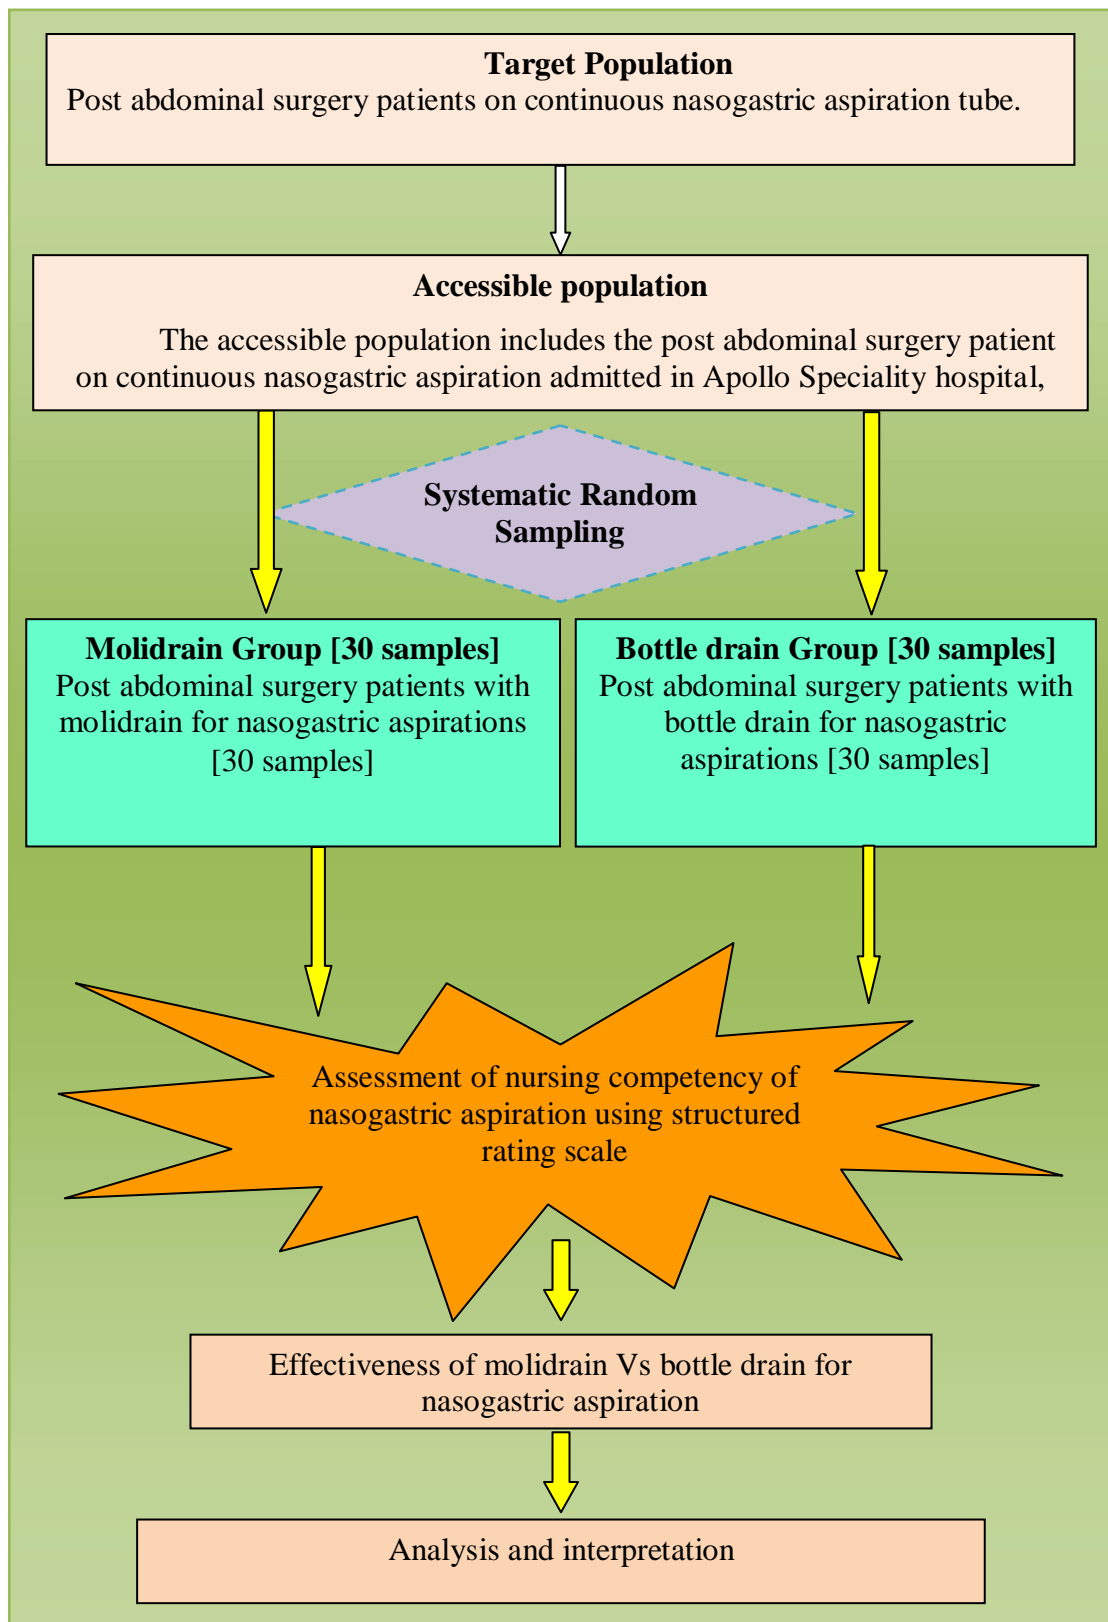 Target Population
Post abdominal surgery patients on continuous nasogastric aspiration tube.
Accessible population
The accessible population includes the post abdominal surgery patient
on continuous nasogastric aspiration admitted in Apollo Speciality hospital,
Systematic Random
Sampling
Molidrain Group [30 samples]
Post abdominal surgery patients with
molidrain for nasogastric aspirations
[30 samples]
Bottle drain Group [30 samples]
Post abdominal surgery patients with
bottle drain for nasogastric
aspirations [30 samples]
Assessment of nursing competency of
nasogastric aspiration using structured
rating scale
Effectiveness of molidrain Vs bottle drain for
nasogastric aspiration
Analysis and interpretation